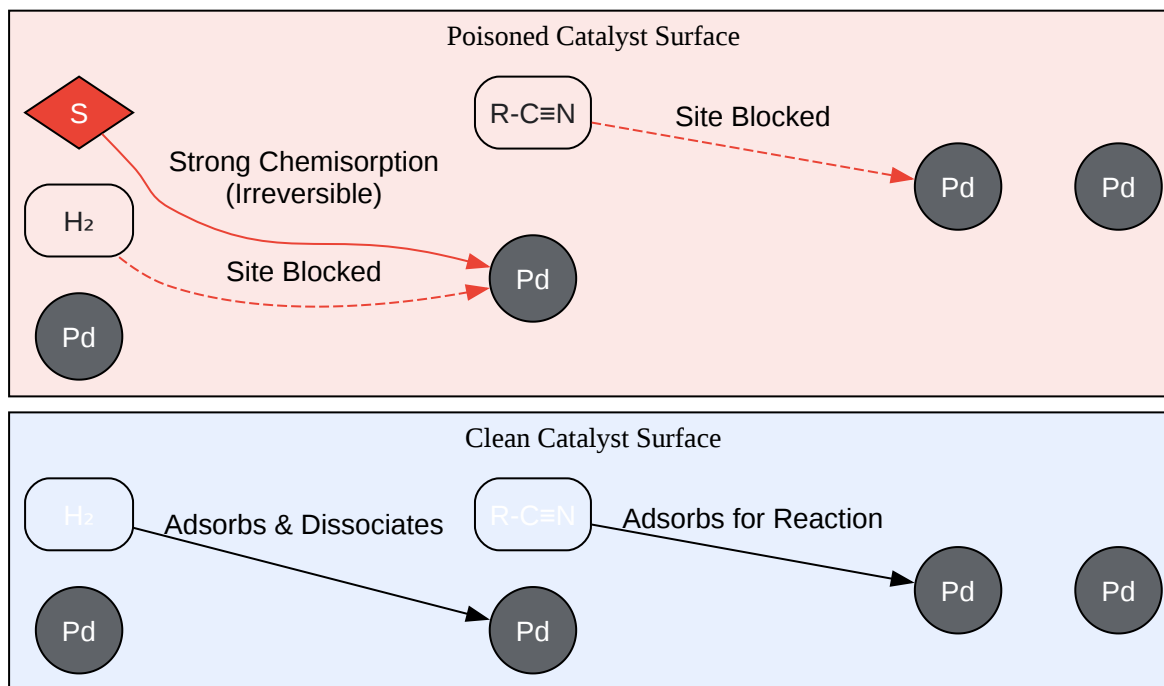 Poisoned Catalyst Surface
S
R-C≡N
Site Blocked
Strong Chemisorption
(Irreversible)
Pd
Pd
H₂
Site Blocked
Pd
Pd
Clean Catalyst Surface
H₂
Adsorbs & Dissociates
R-C≡N
Adsorbs for Reaction
Pd
Pd
Pd
Pd